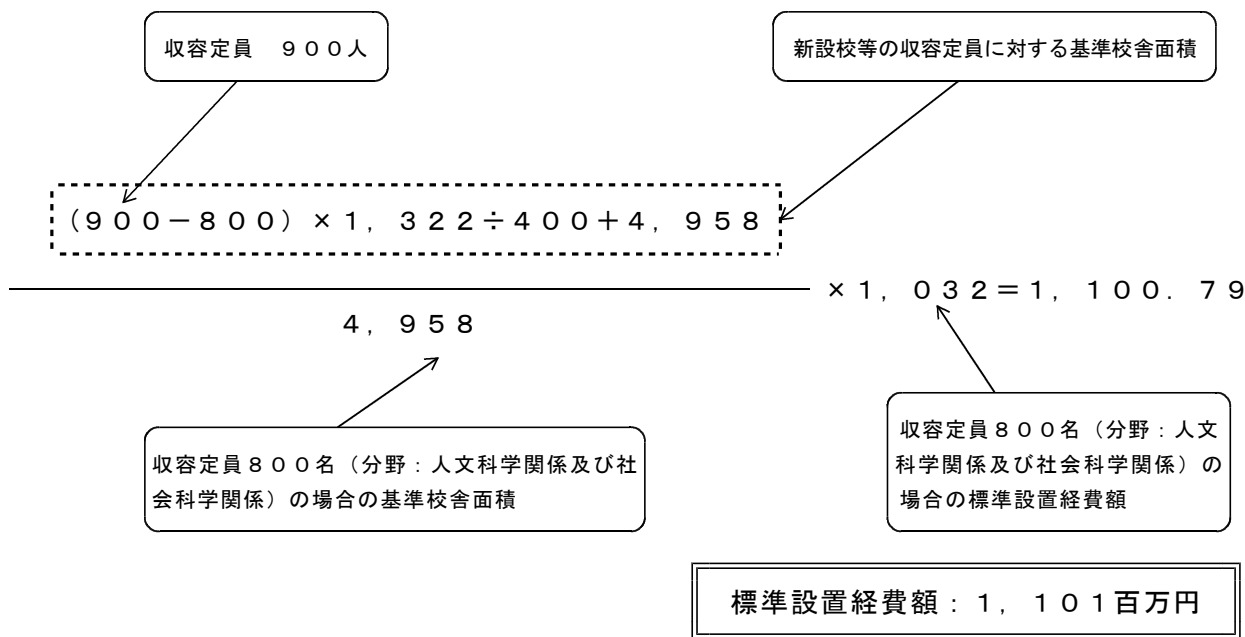 収容定員　９００人
新設校等の収容定員に対する基準校舎面積
（９００－８００）×１，３２２÷４００＋４，９５８
×１，０３２＝１，１００．７９
４，９５８
収容定員８００名（分野：人文科学関係及び社
会科学関係）の場合の基準校舎面積
収容定員８００名（分野：人文
科学関係及び社会科学関係）の
場合の標準設置経費額
標準設置経費額：１，１０１百万円